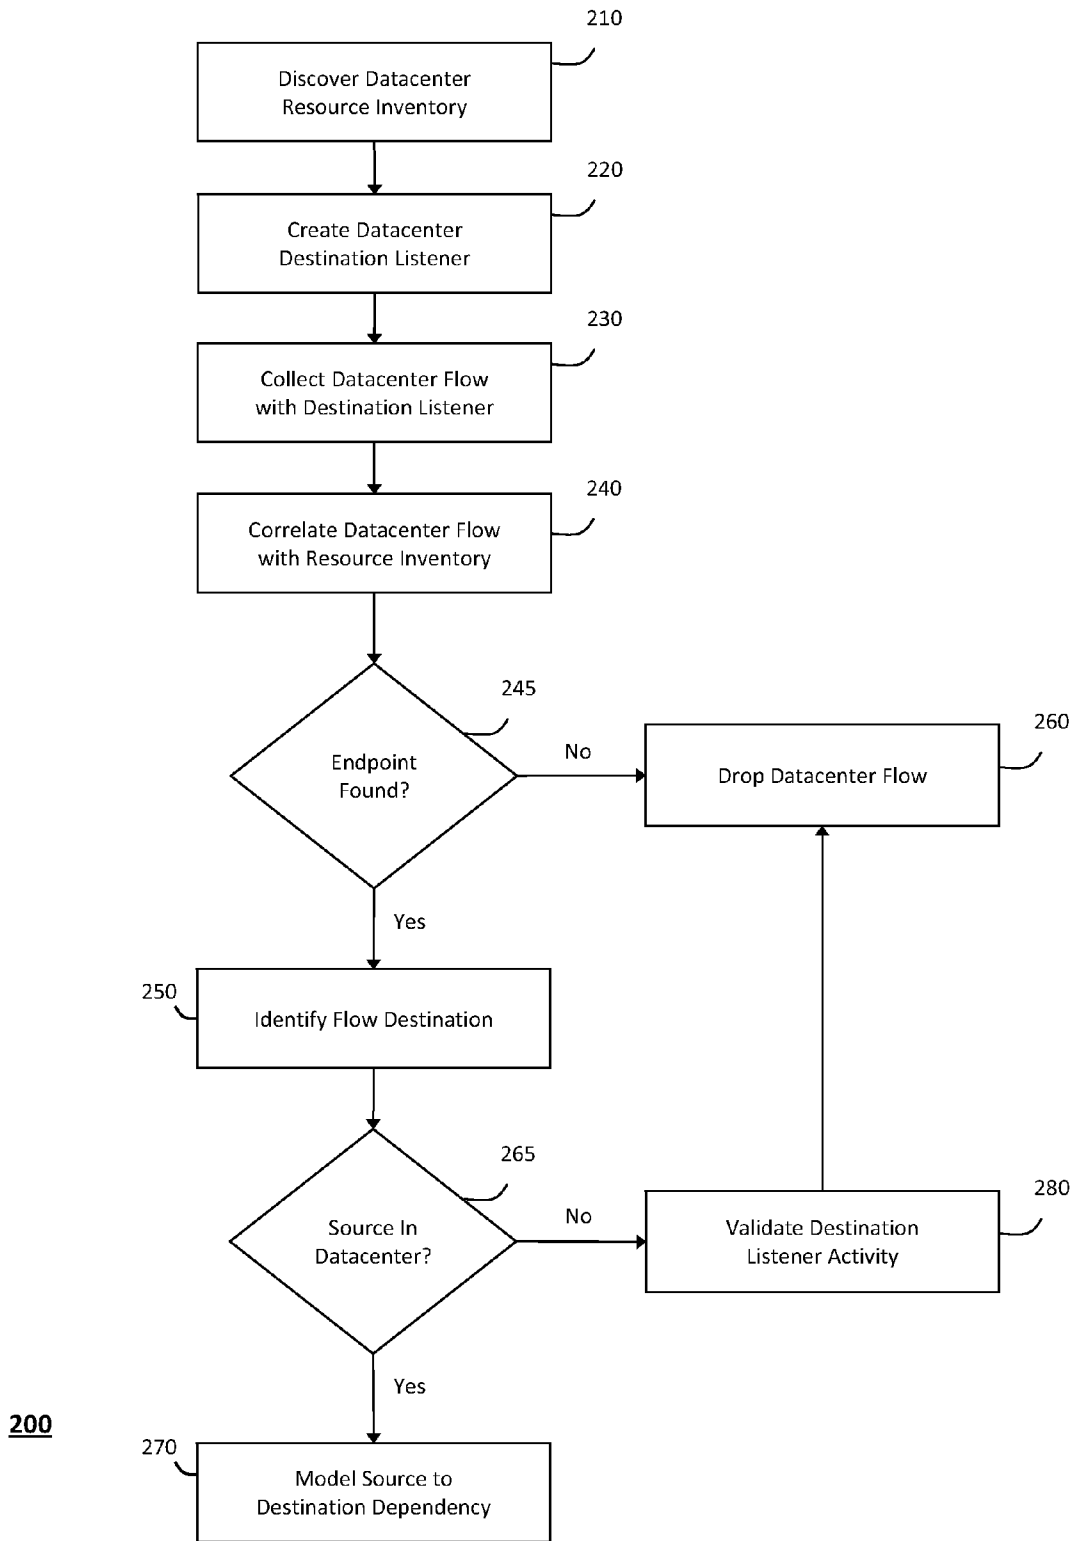 210
Discover Datacenter
Resource Inventory
220
Create Datacenter
Destination Listener
230
Collect Datacenter Flow
with Destination Listener
240
Correlate Datacenter Flow
with Resource Inventory
245
Endpoint
Found?
No
260
Drop Datacenter Flow
Yes
250
Identify Flow Destination
265
Source In
Datacenter?
No
280
Validate Destination
Listener Activity
Yes
200
270
Model Source to
Destination Dependency